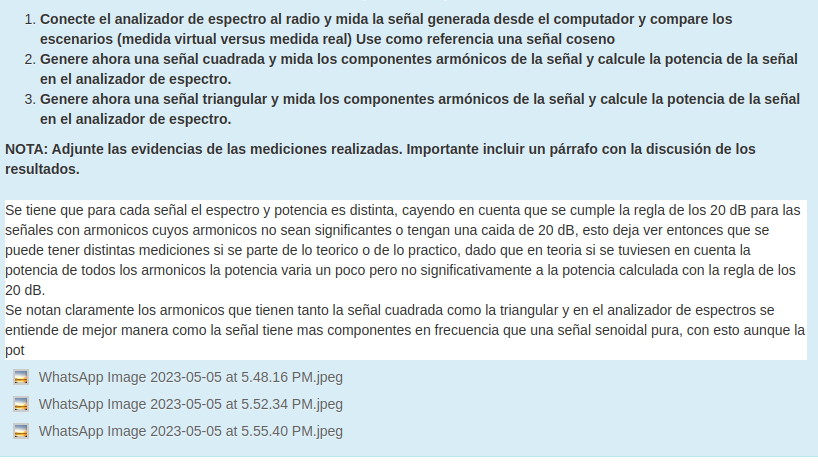 1. Conecte el analizador de espectro al radio y mida la señal generada desde el computador y compare los
escenarios (medida virtual versus medida real) Use como referencia una señal coseno
2. Genere ahora una señal cuadrada y mida los componentes armónicos de la señal y calcule la potencia de la señal
en el analizador de espectro.
3. Genere ahora una señal triangular y mida los componentes armónicos de la señal y calcule la potencia de la señal
en el analizador de espectro.
NOTA: Adjunte las evidencias de las mediciones realizadas. Importante incluir un párrafo con la discusión de los
resultados.
Se tiene que para cada señal el espectro y potencia es distinta, cayendo en cuenta que se cumple la regla de los 20 dB para las
señales con armonicos cuyos armonicos no sean significantes o tengan una caida de 20 dB, esto deja ver entonces que se
puede tener distintas mediciones si se parte de lo teorico o de lo practico, dado que en teoria si se tuviesen en cuenta la
potencia de todos los armonicos la potencia varia un poco pero no significativamente a la potencia calculada con la regla de los
20 dB.
Se notan claramente los armonicos que tienen tanto la señal cuadrada como la triangular y en el analizador de espectros se
entiende de mejor manera como la señal tiene mas componentes en frecuencia que una señal senoidal pura, con esto aunque la
pot
WhatsApp Image 2023-05-05 at 5.48.16 PM.jpeg
WhatsApp Image 2023-05-05 at 5.52.34 PM.jpeg
WhatsApp Image 2023-05-05 at 5.55.40 PM.jpeg